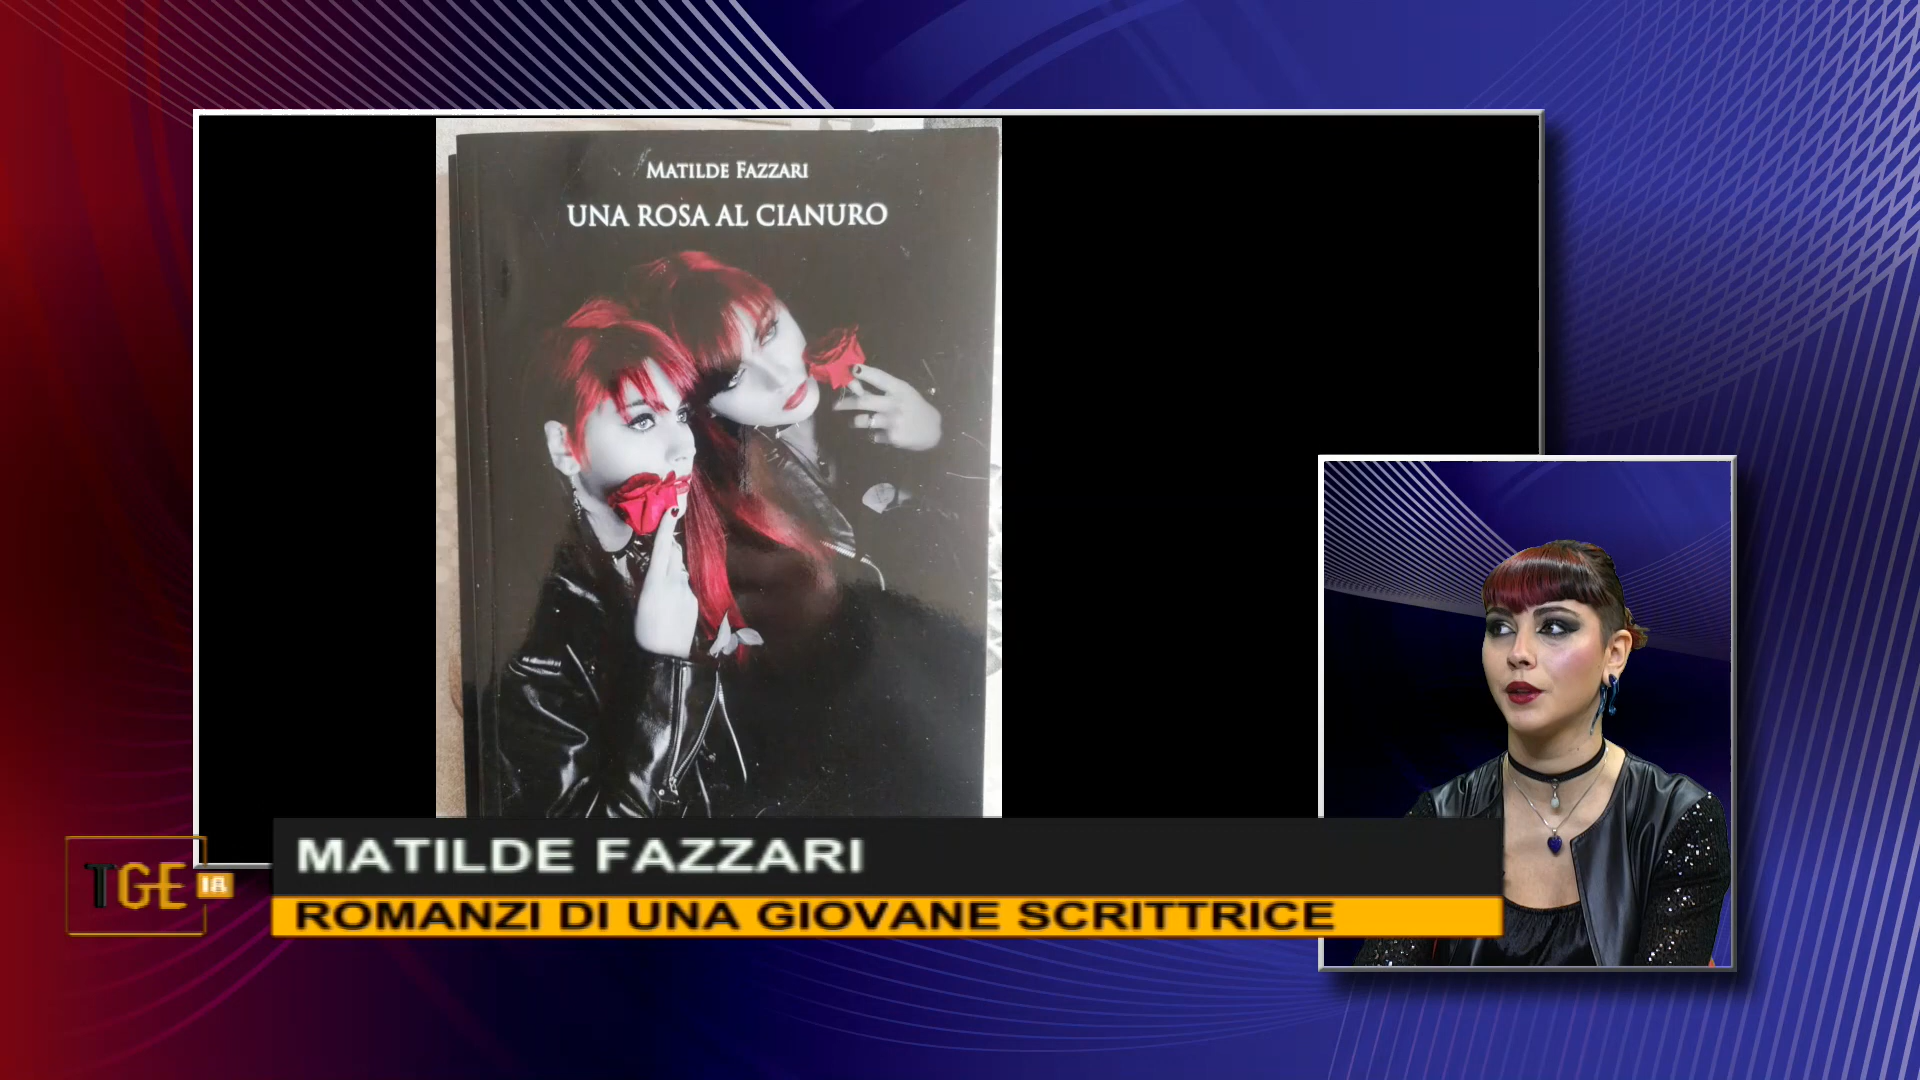 MATILDE FAZZARI
UNA ROSA AL CIANURO
MATILDE FAZZARI
ROMANZI DI UNA GIOVANE SCRITTRICE
TGE
18